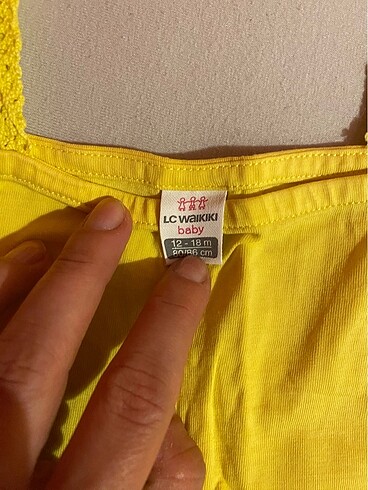 LC WAIKIKI
baby
12 - 18 m
80/86 cm